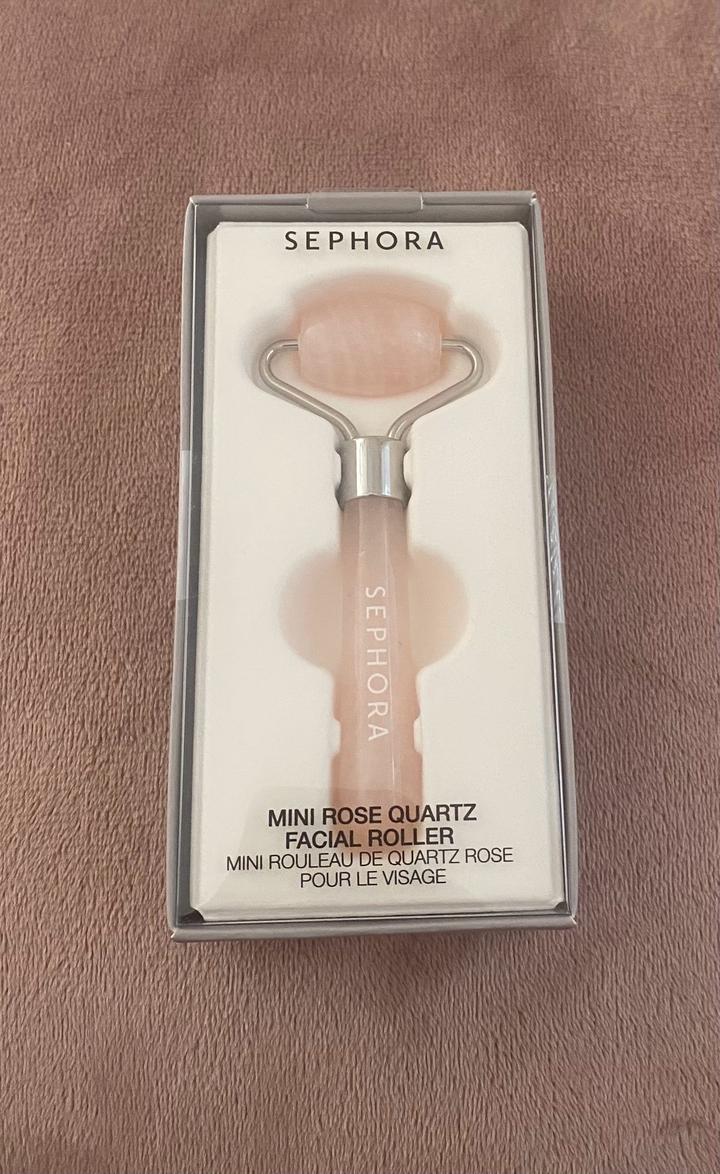 SEPHORA
SEPHORA
MINI ROSE QUARTZ
FACIAL ROLLER
MINI ROULEAU DE QUARTZ ROSE
POUR LE VISAGE